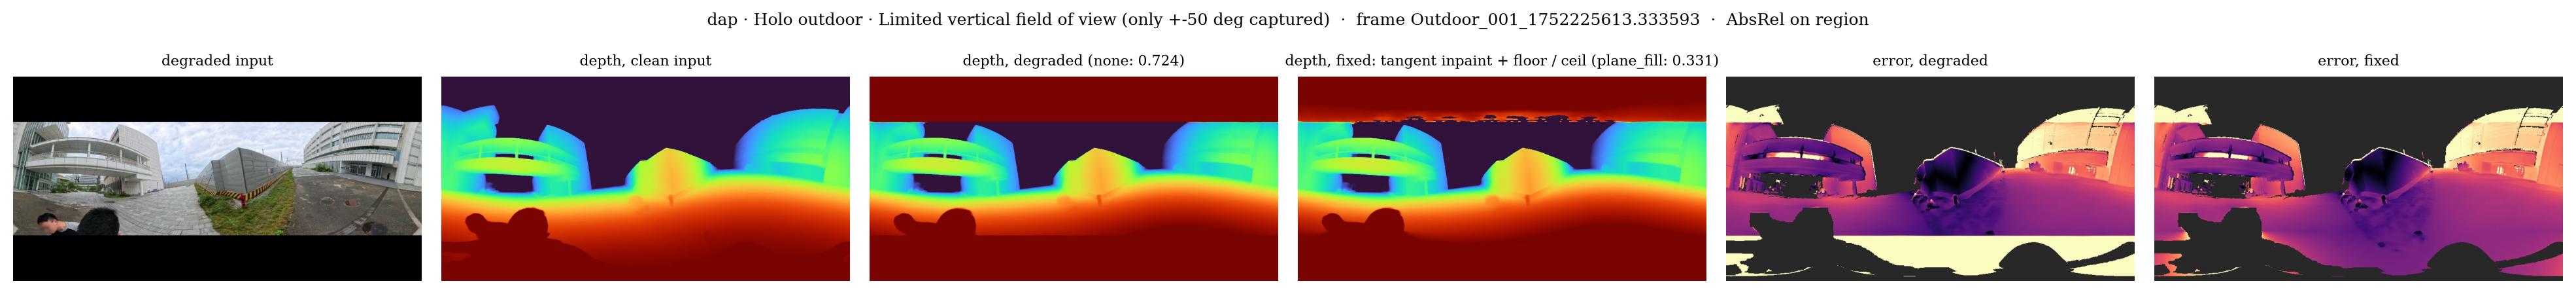 dap · Holo outdoor · Limited vertical field of view (only +-50 deg captured) · frame Outdoor_001_1752225613.333593 · AbsRel on region
degraded input
depth, clean input
depth, degraded (none: 0.724)
depth, fixed: tangent inpaint + floor / ceil (plane_fill: 0.331)
error, degraded
error, fixed